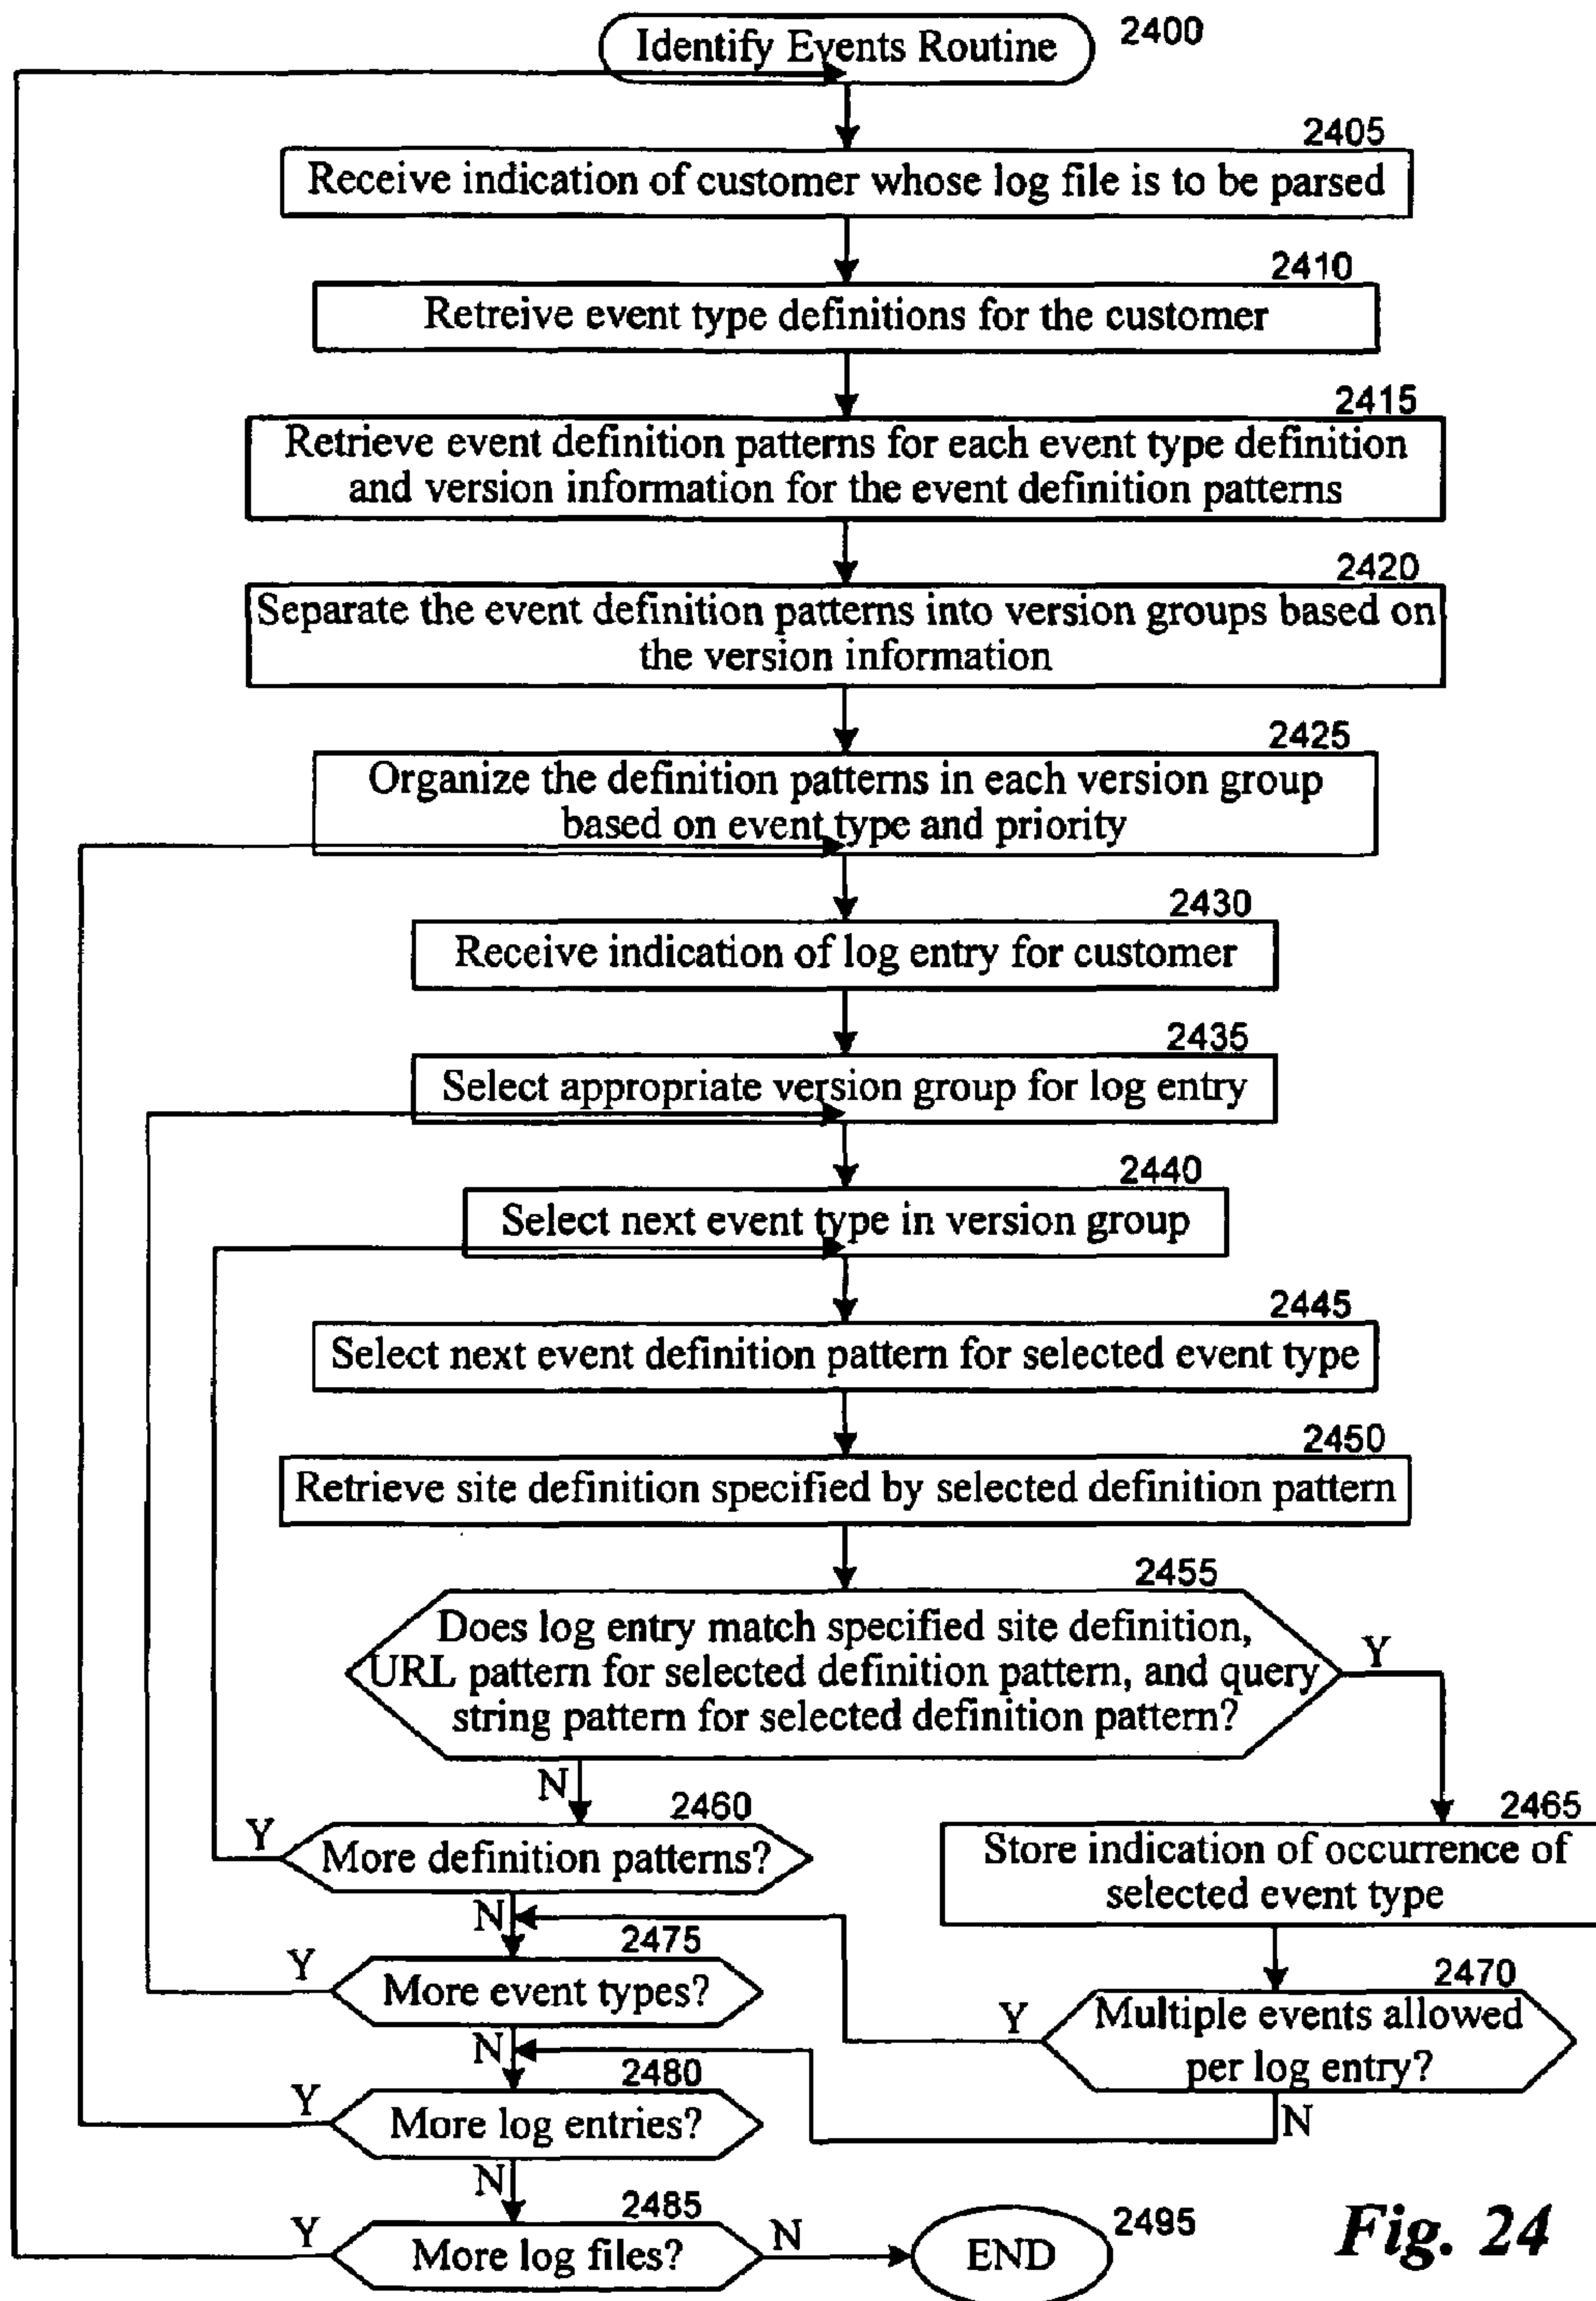 Identify Events Routine
2400
2405
Receive indication of customer whose log file is to be parsed
2410
Retreive event type definitions for the customer
2415
Retrieve event definition patterns for each event type definition
and version information for the event definition patterns
2420
Separate the event definition patterns into version groups based on
the version information
2425
Organize the definition patterns in each version group
based on event type and priority
2430
Receive indication of log entry for customer
2435
Select appropriate version group for log entry
2440
Select next event type in version group
2445
Select next event definition pattern for selected event type
2450
Retrieve site definition specified by selected definition pattern
2455
Does log entry match specified site definition,
URL pattern for selected definition pattern, and query
string pattern for selected definition pattern?
Y
N
2460
Y
More definition patterns?
2465
Store indication of occurrence of
selected event type
N
2475
Y
More event types?
2470
Y
Multiple events allowed
per log entry?
N
N
2480
Y
More log entries?
N
2485
Y
More log files?
N
END
2495
Fig. 24